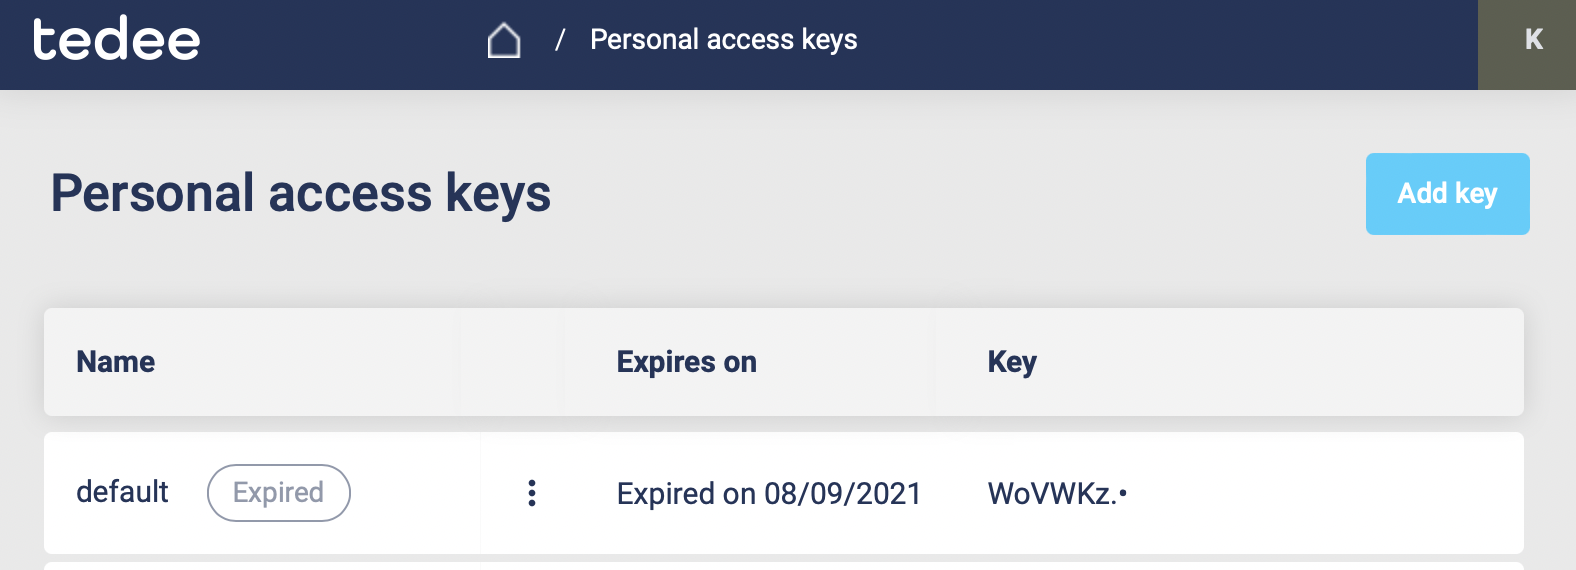 tedee / Personal access keys K
Personal access keys
Add key
Name Expires on Key
default Expired Expired on 08/09/2021 WoVWKz.•